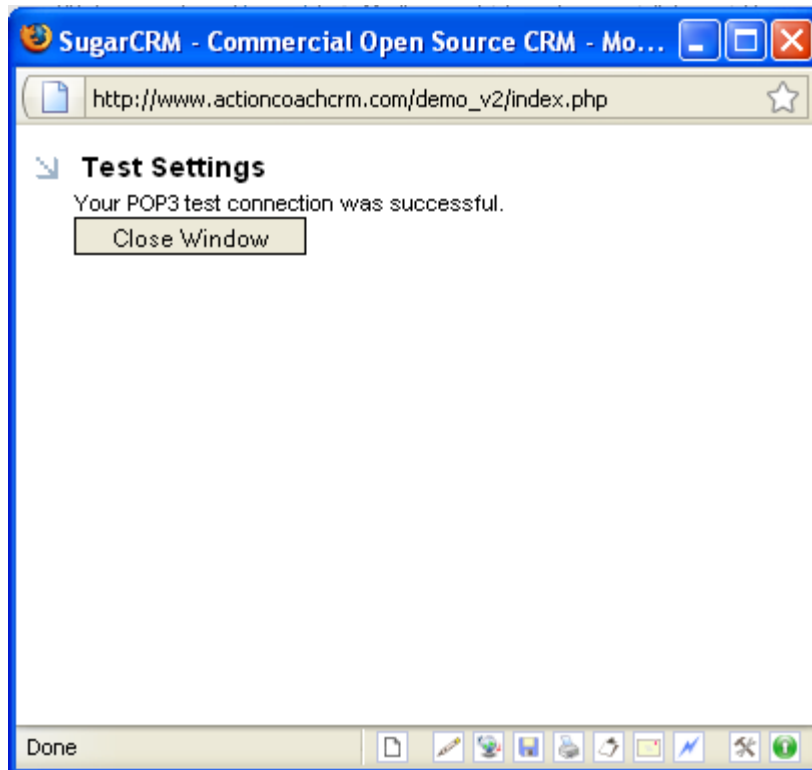 SugarCRM - Commercial Open Source CRM - Mo...
http://www.actioncoachcrm.com/demo_v2/index.php
Test Settings
Your POP3 test connection was successful.
Close Window
Done